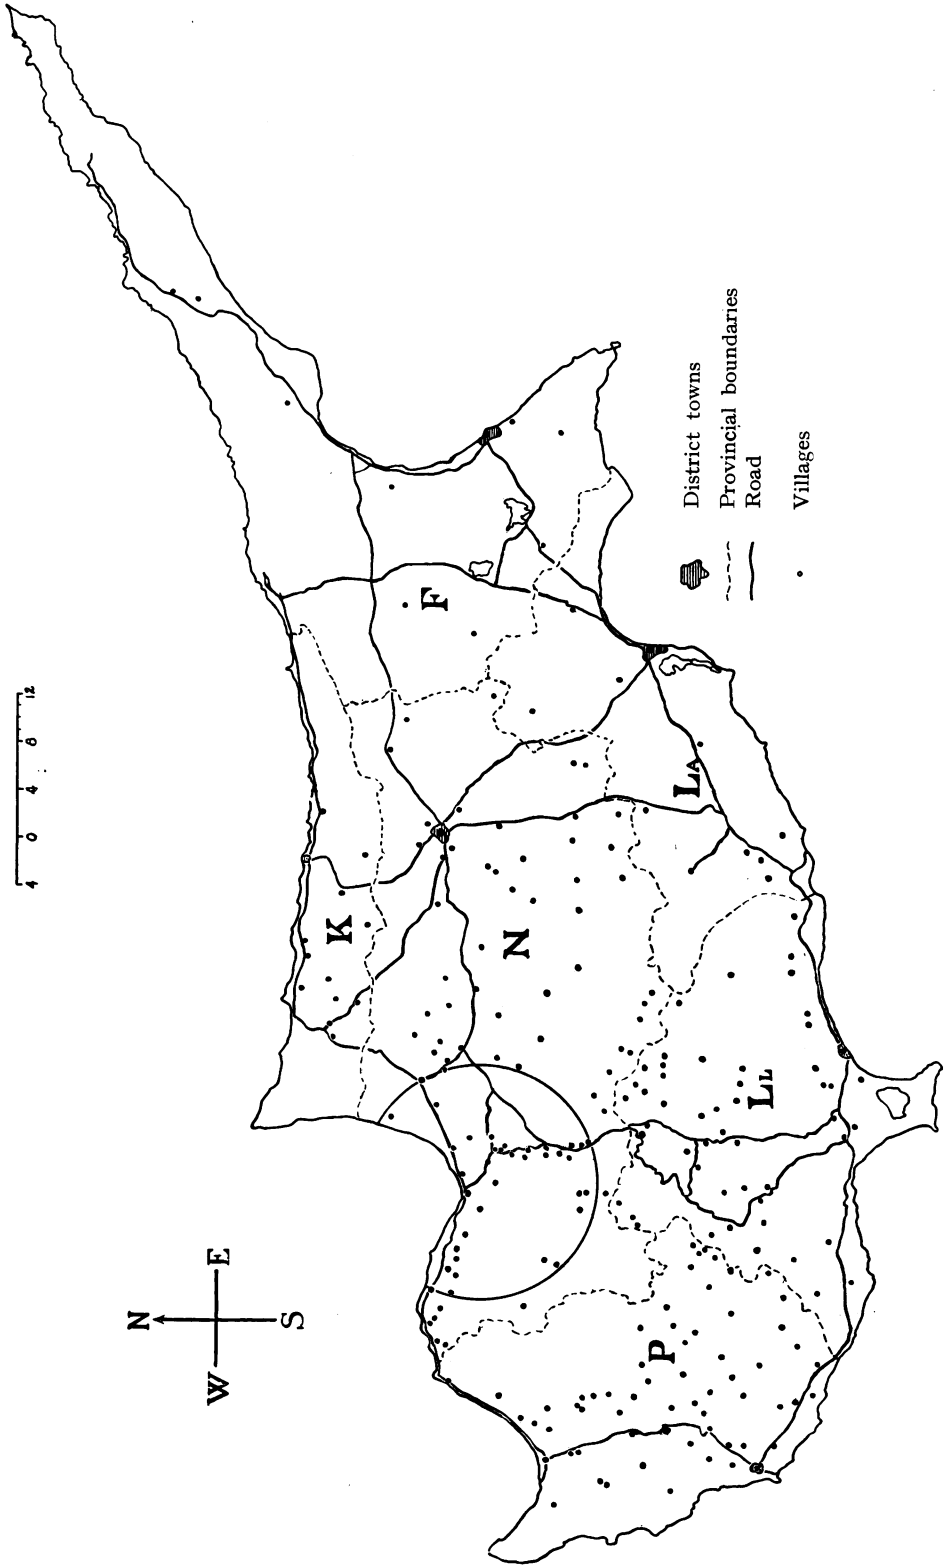 4 0 4 8 12
N
W E
S
K
F
N
LA
LL
P
District towns
Provincial boundaries
Road
Villages